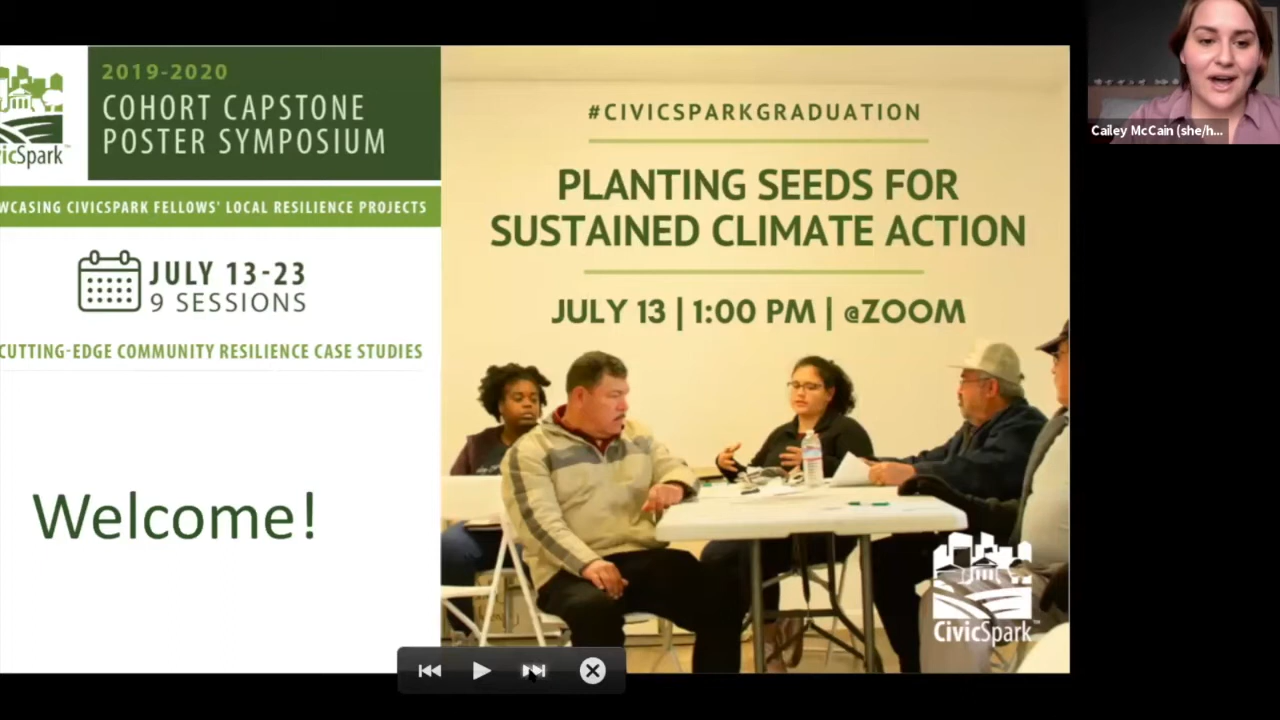 2019-2020
COHORT CAPSTONE
POSTER SYMPOSIUM
icSpark™
WCASING CIVICSPARK FELLOWS' LOCAL RESILIENCE PROJECTS
JULY 13-23
9 SESSIONS
CUTTING-EDGE COMMUNITY RESILIENCE CASE STUDIES
Welcome!
#CIVICSPARKGRADUATION
PLANTING SEEDS FOR
SUSTAINED CLIMATE ACTION
JULY 13 | 1:00 PM | @ZOOM
CivicSpark™
Cailey McCain (she/h...